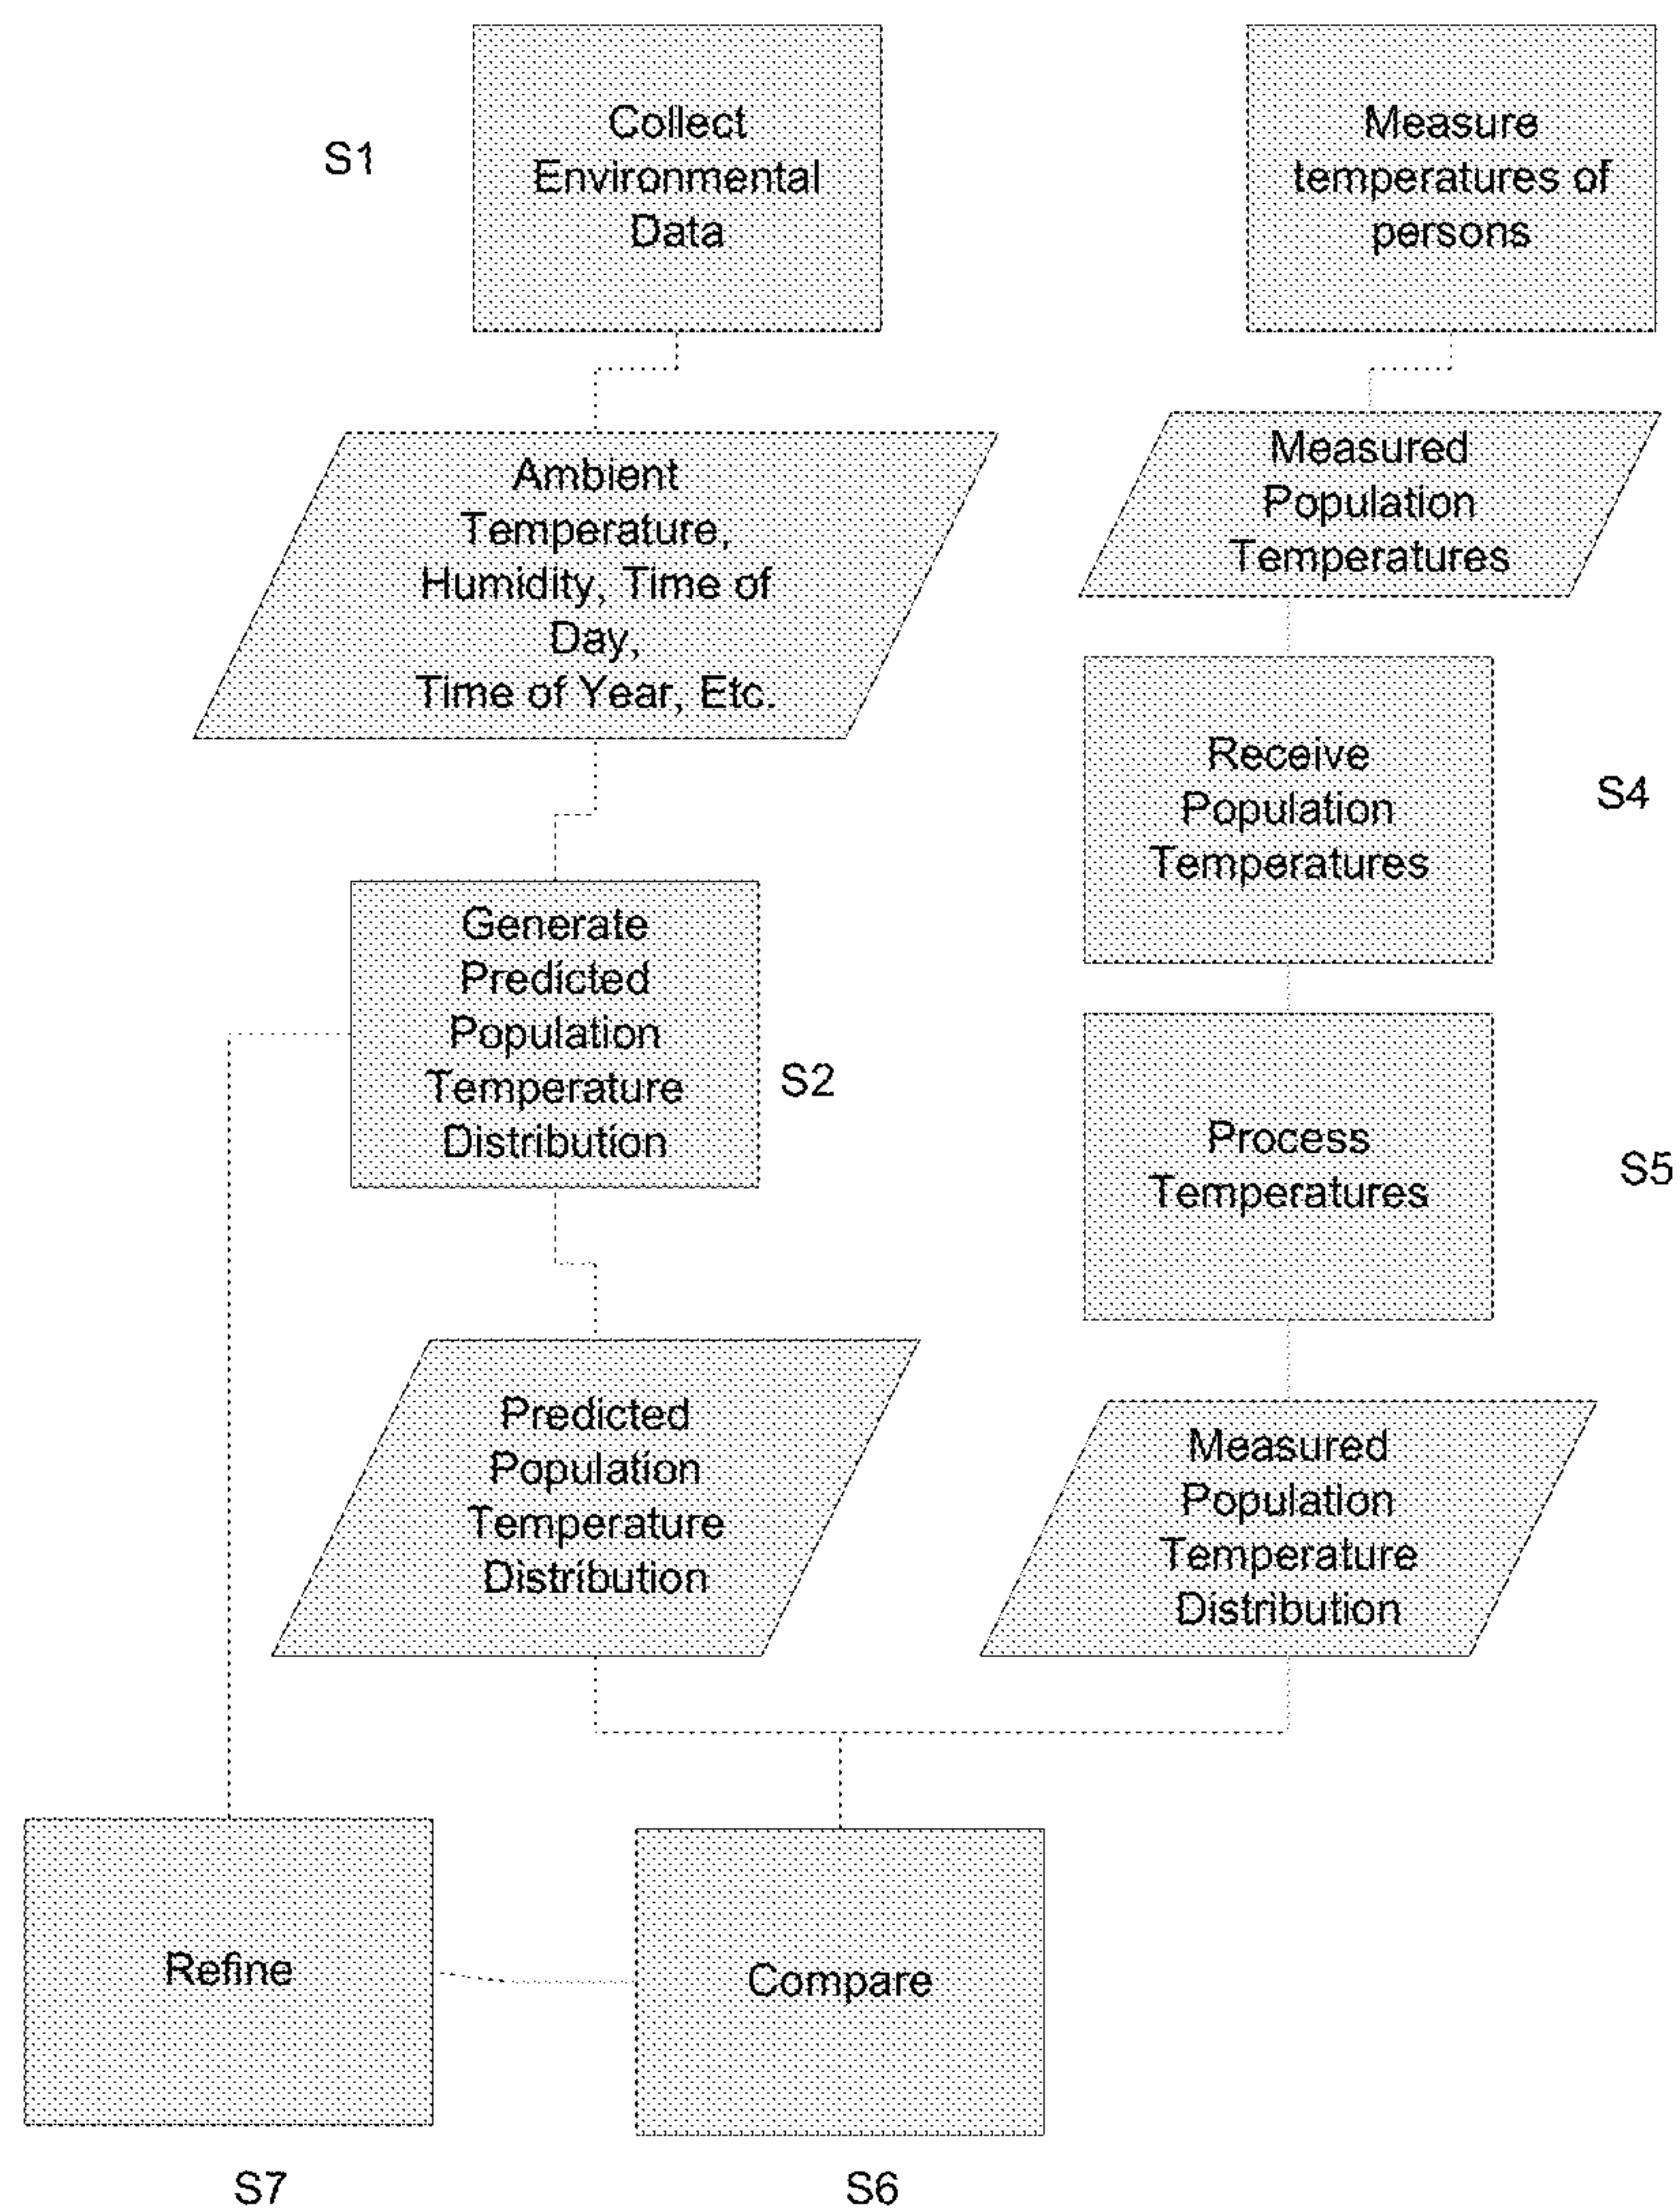 S1
Collect
Environmental
Data
Measure
temperatures of
persons
Ambient
Temperature,
Humidity, Time of
Day,
Time of Year, Etc.
Measured
Population
Temperatures
Receive
Population
Temperatures
S4
Generate
Predicted
Population
Temperature
Distribution
S2
Process
Temperatures
S5
Predicted
Population
Temperature
Distribution
Measured
Population
Temperature
Distribution
Refine
Compare
S7
S6